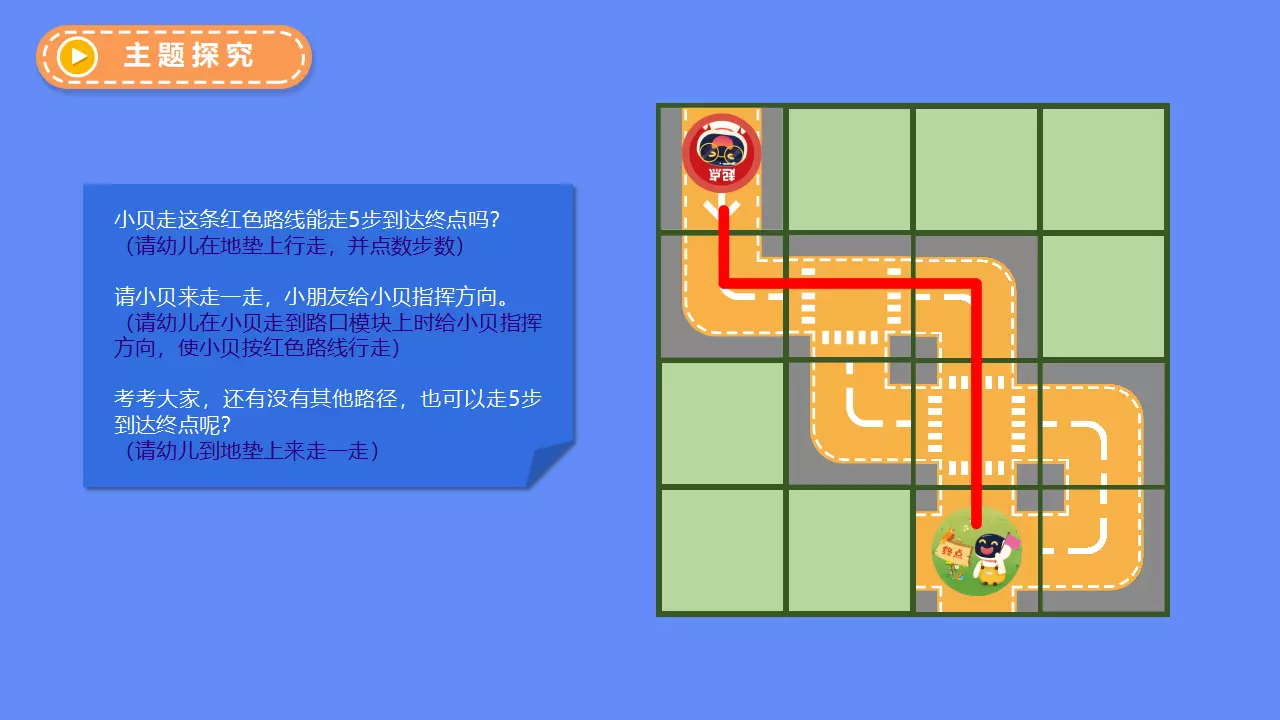 主题探究
小贝走这条红色路线能走5步到达终点吗?
（请幼儿在地垫上行走，并点数步数）
请小贝来走一走，小朋友给小贝指挥方向。
（请幼儿在小贝走到路口模块上时给小贝指挥
方向，使小贝按红色路线行走）
考考大家，还有没有其他路径，也可以走5步
到达终点呢?
（请幼儿到地垫上来走一走）
起点
终点